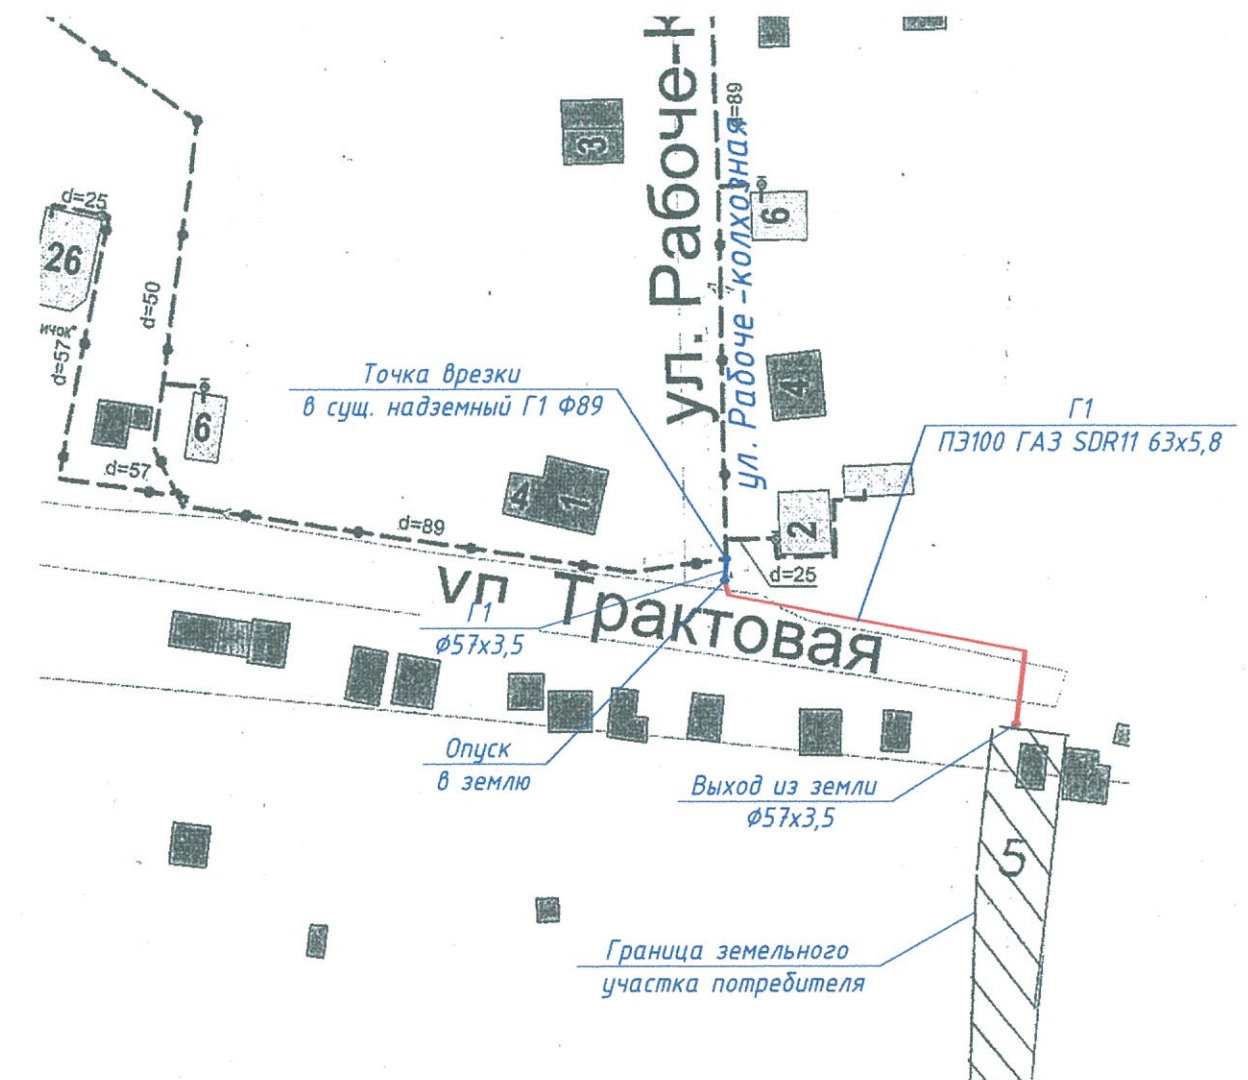 ул. Рабоче-К
d=89
ул. Рабоче-колхозная
3
6
d=25
26
ичок"
d=57
d=50
6
d=57
Точка врезки
в сущ. надземный Г1 Ф89
4
Г1
ПЭ100 ГАЗ SDR11 63х5,8
4
1
2
d=89
d=25
ул Трактовая
Г1
Ф57х3,5
Опуск
в землю
Выход из земли
Ф57х3,5
5
Граница земельного
участка потребителя